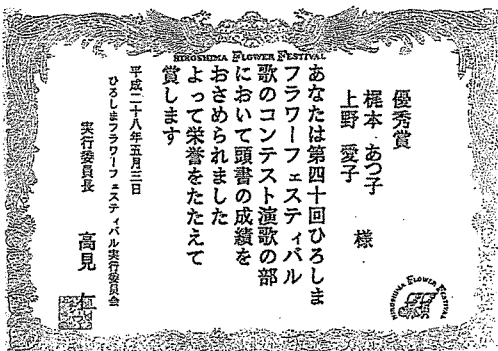 HIROSHIMA FLOWER FESTIVAL
優秀賞
梶本 あつ子
上野 愛子 様
あなたは第四十回ひろしま
フラワーフェスティバル
歌のコンテスト演歌の部
において頭書の成績を
おさめられました
よって栄誉をたたえて
賞します
平成二十八年五月三日
ひろしまフラワーフェスティバル実行委員会
実行委員長 高見
HIROSHIMA FLOWER FESTIVAL